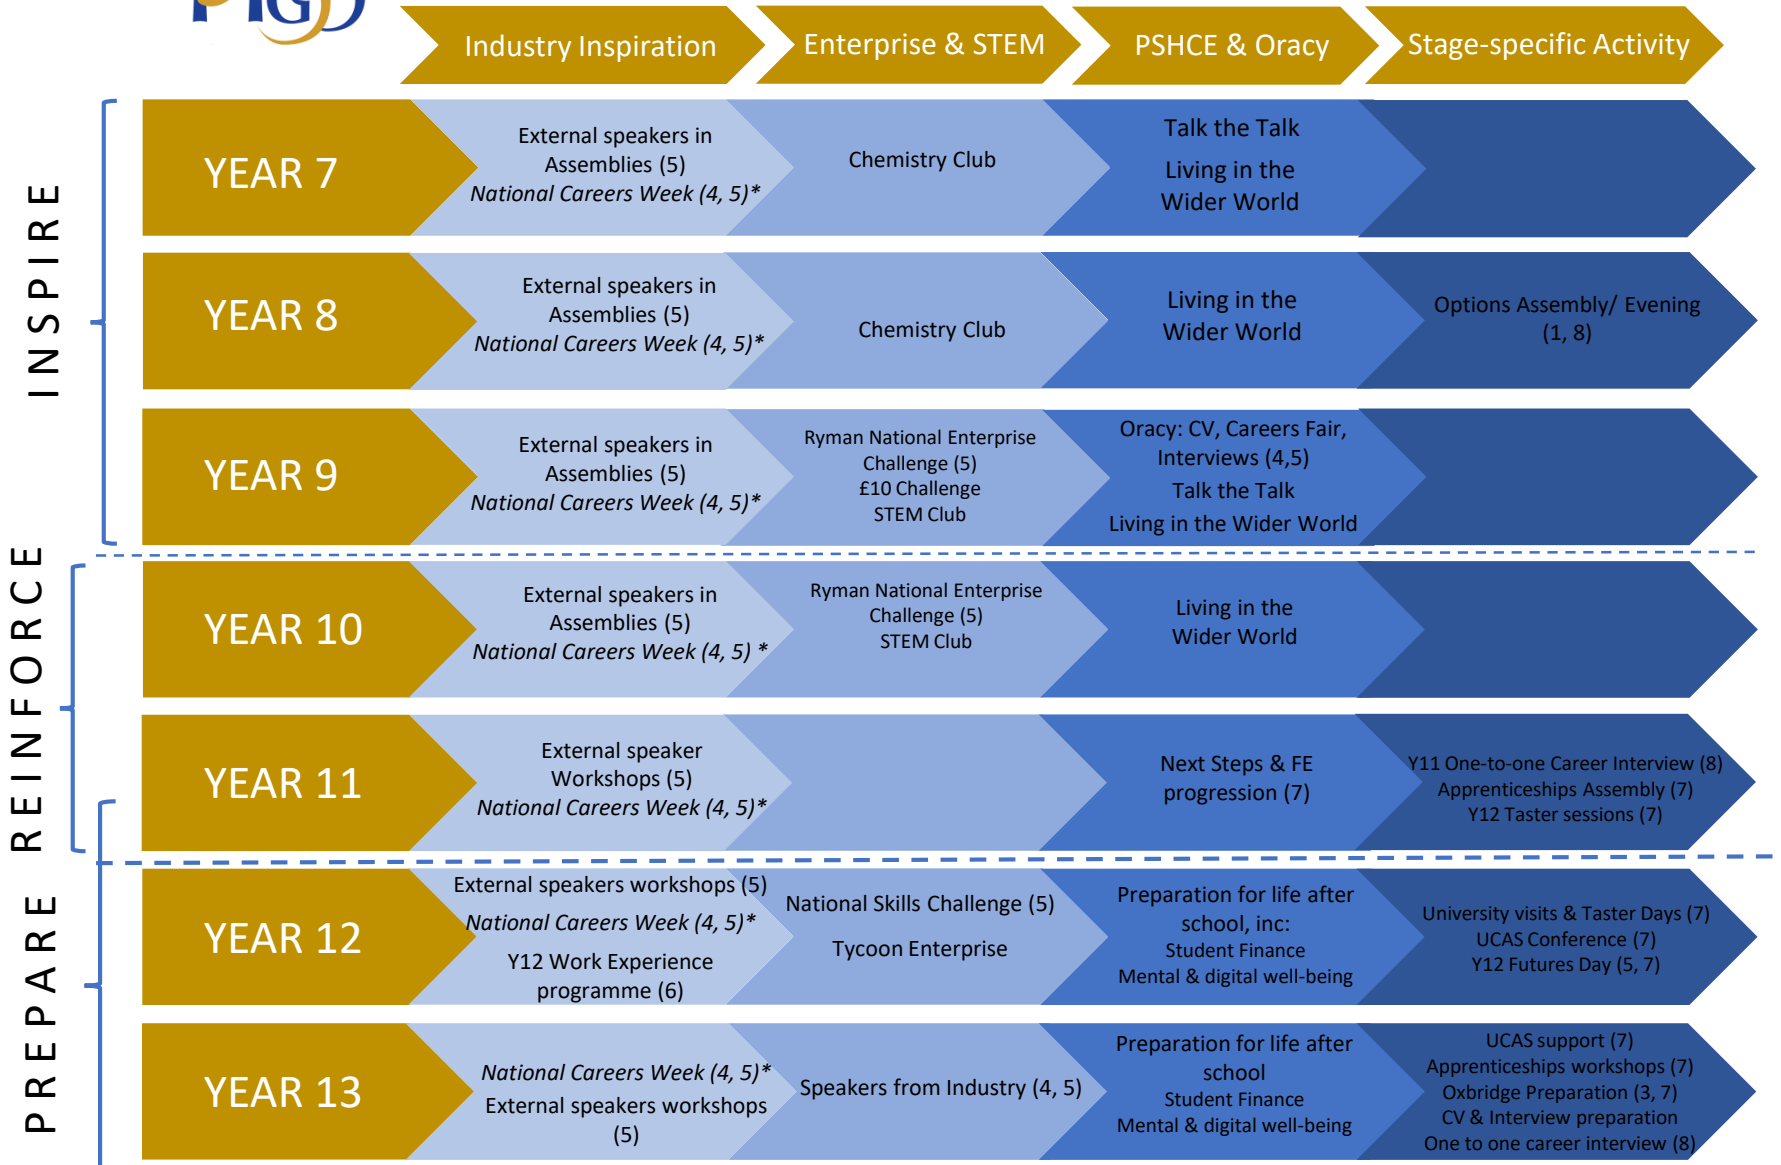 Industry Inspiration
Enterprise & STEM
PSHCE & Oracy
Stage-specific Activity
INSPIRE
YEAR 7
External speakers in
Assemblies (5)
National Careers Week (4, 5)*
Chemistry Club
Talk the Talk
Living in the
Wider World
YEAR 8
External speakers in
Assemblies (5)
National Careers Week (4, 5)*
Chemistry Club
Living in the
Wider World
Options Assembly/ Evening
(1, 8)
YEAR 9
External speakers in
Assemblies (5)
National Careers Week (4, 5)*
Ryman National Enterprise
Challenge (5)
£10 Challenge
STEM Club
Oracy: CV, Careers Fair,
Interviews (4,5)
Talk the Talk
Living in the Wider World
REINFORCE
YEAR 10
External speakers in
Assemblies (5)
National Careers Week (4, 5) *
Ryman National Enterprise
Challenge (5)
STEM Club
Living in the
Wider World
YEAR 11
External speaker
Workshops (5)
National Careers Week (4, 5)*
Next Steps & FE
progression (7)
Y11 One-to-one Career Interview (8)
Apprenticeships Assembly (7)
Y12 Taster sessions (7)
PREPARE
YEAR 12
External speakers workshops (5)
National Careers Week (4, 5)*
Y12 Work Experience
programme (6)
National Skills Challenge (5)
Tycoon Enterprise
Preparation for life after
school, inc:
Student Finance
Mental & digital well-being
University visits & Taster Days (7)
UCAS Conference (7)
Y12 Futures Day (5, 7)
YEAR 13
National Careers Week (4, 5)*
External speakers workshops
(5)
Speakers from Industry (4, 5)
Preparation for life after
school
Student Finance
Mental & digital well-being
UCAS support (7)
Apprenticeships workshops (7)
Oxbridge Preparation (3, 7)
CV & Interview preparation
One to one career interview (8)